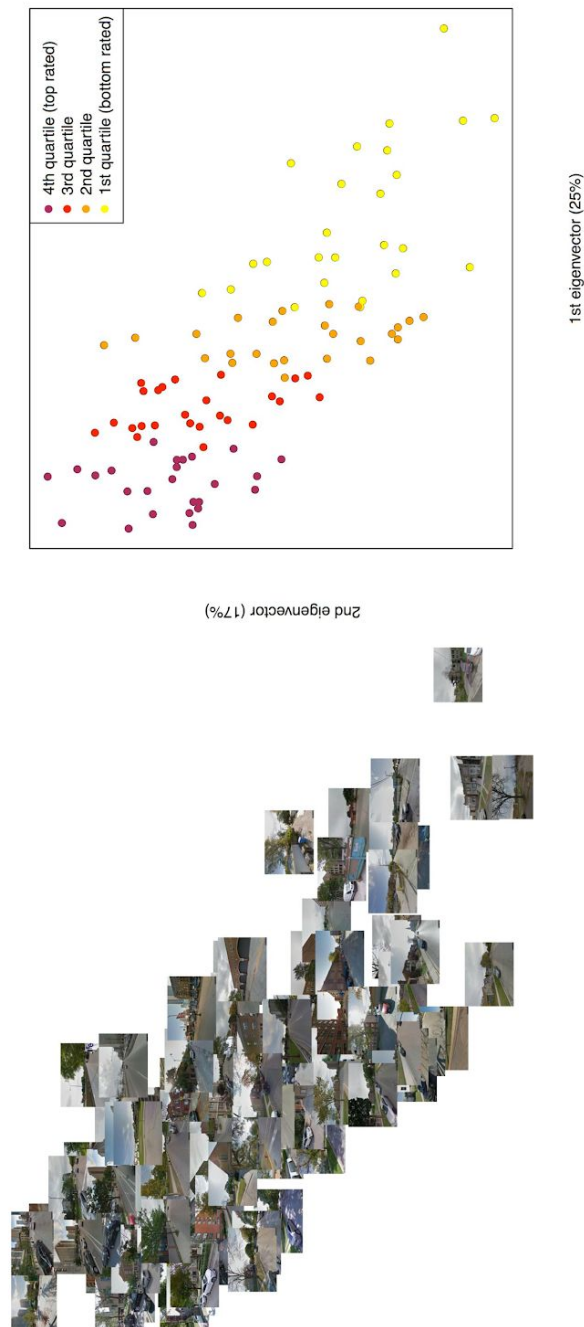 4th quartile (top rated)
3rd quartile
2nd quartile
1st quartile (bottom rated)
1st eigenvector (25%)
2nd eigenvector (17%)